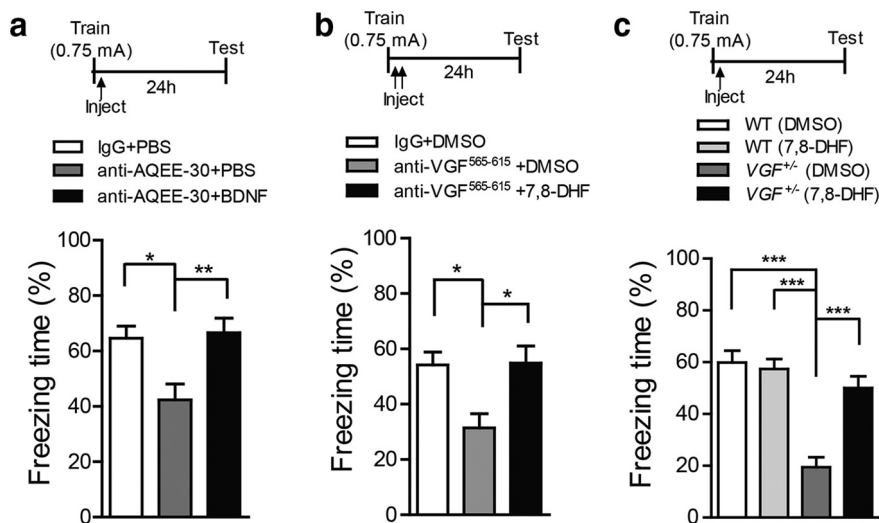 a
Train
(0.75 mA)
Test
24h
Inject
IgG+PBS
anti-AQEE-30+PBS
anti-AQEE-30+BDNF
100
80
60
40
20
0
Freezing time (%)
*
**
b
Train
(0.75 mA)
Test
24h
Inject
IgG+DMSO
anti-VGF⁵⁶⁵⁻⁶¹⁵ +DMSO
anti-VGF⁵⁶⁵⁻⁶¹⁵ +7,8-DHF
100
80
60
40
20
0
Freezing time (%)
*
*
c
Train
(0.75 mA)
Test
24h
Inject
WT (DMSO)
WT (7,8-DHF)
VGF⁺/⁻ (DMSO)
VGF⁺/⁻ (7,8-DHF)
100
80
60
40
20
0
Freezing time (%)
***
***
***